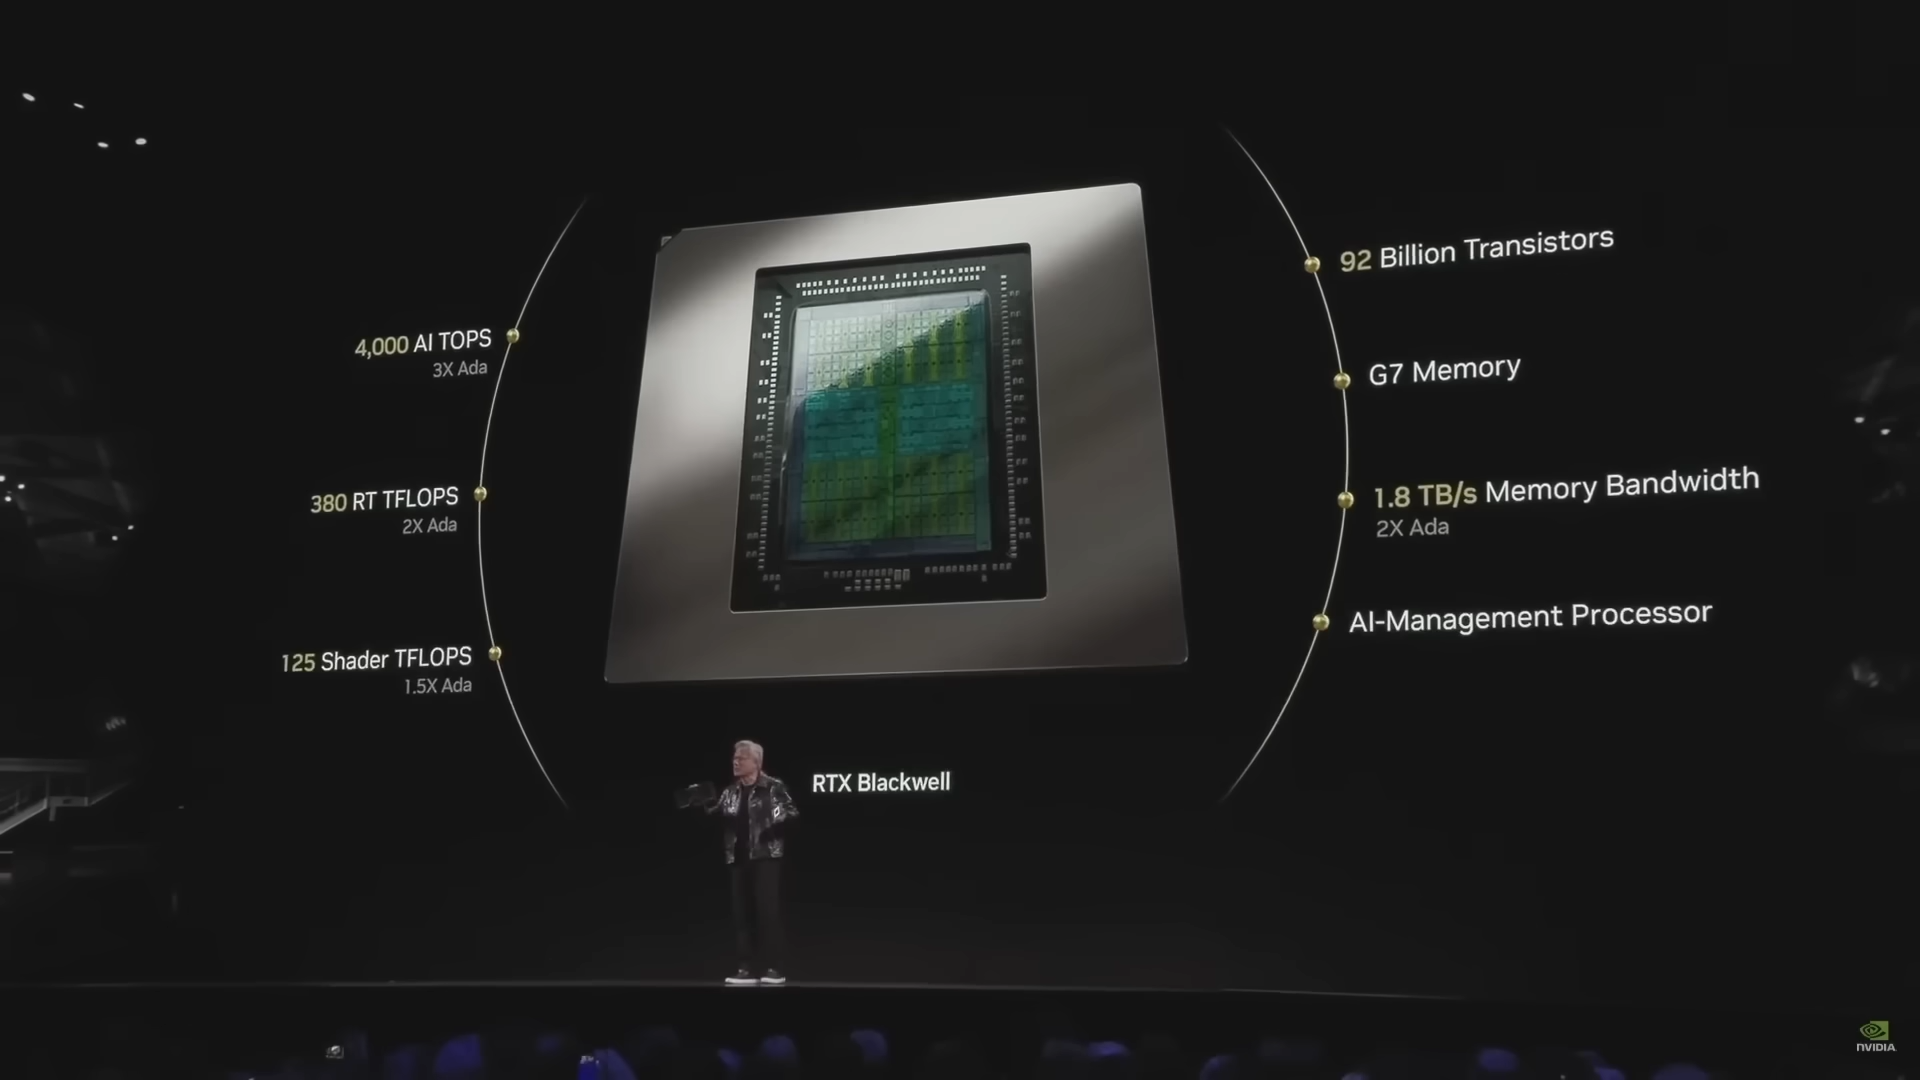 4,000 AI TOPS
3X Ada
380 RT TFLOPS
2X Ada
125 Shader TFLOPS
1.5X Ada
92 Billion Transistors
G7 Memory
1.8 TB/s Memory Bandwidth
2X Ada
AI-Management Processor
RTX Blackwell
NVIDIA